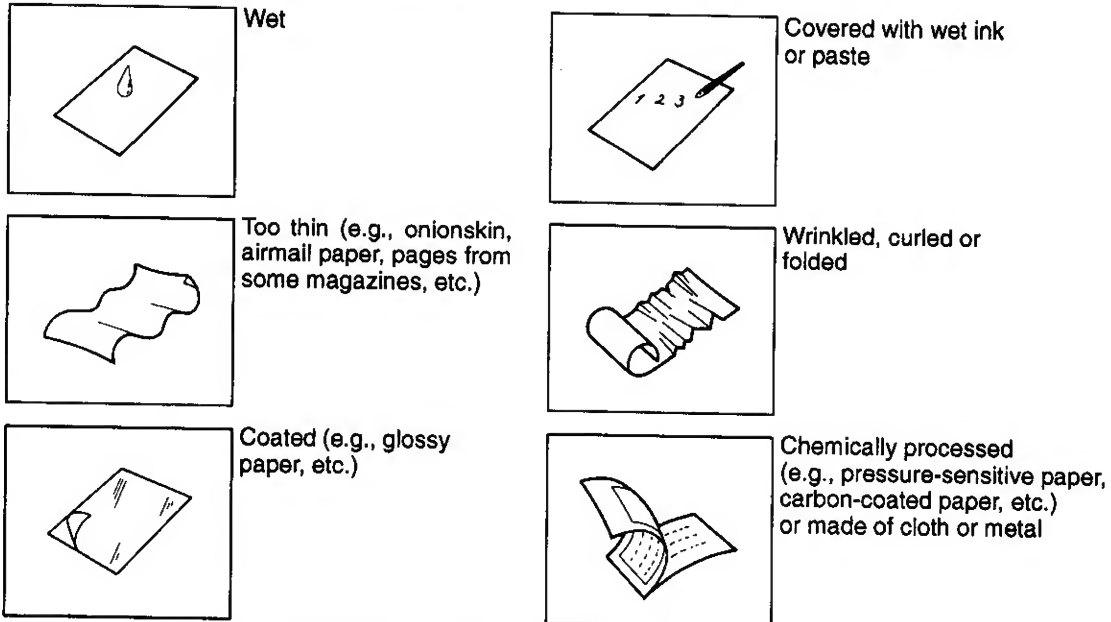 Wet
1 2 3
Covered with wet ink
or paste
Too thin (e.g., onionskin,
airmail paper, pages from
some magazines, etc.)
Wrinkled, curled or
folded
Coated (e.g., glossy
paper, etc.)
Chemically processed
(e.g., pressure-sensitive paper,
carbon-coated paper, etc.)
or made of cloth or metal